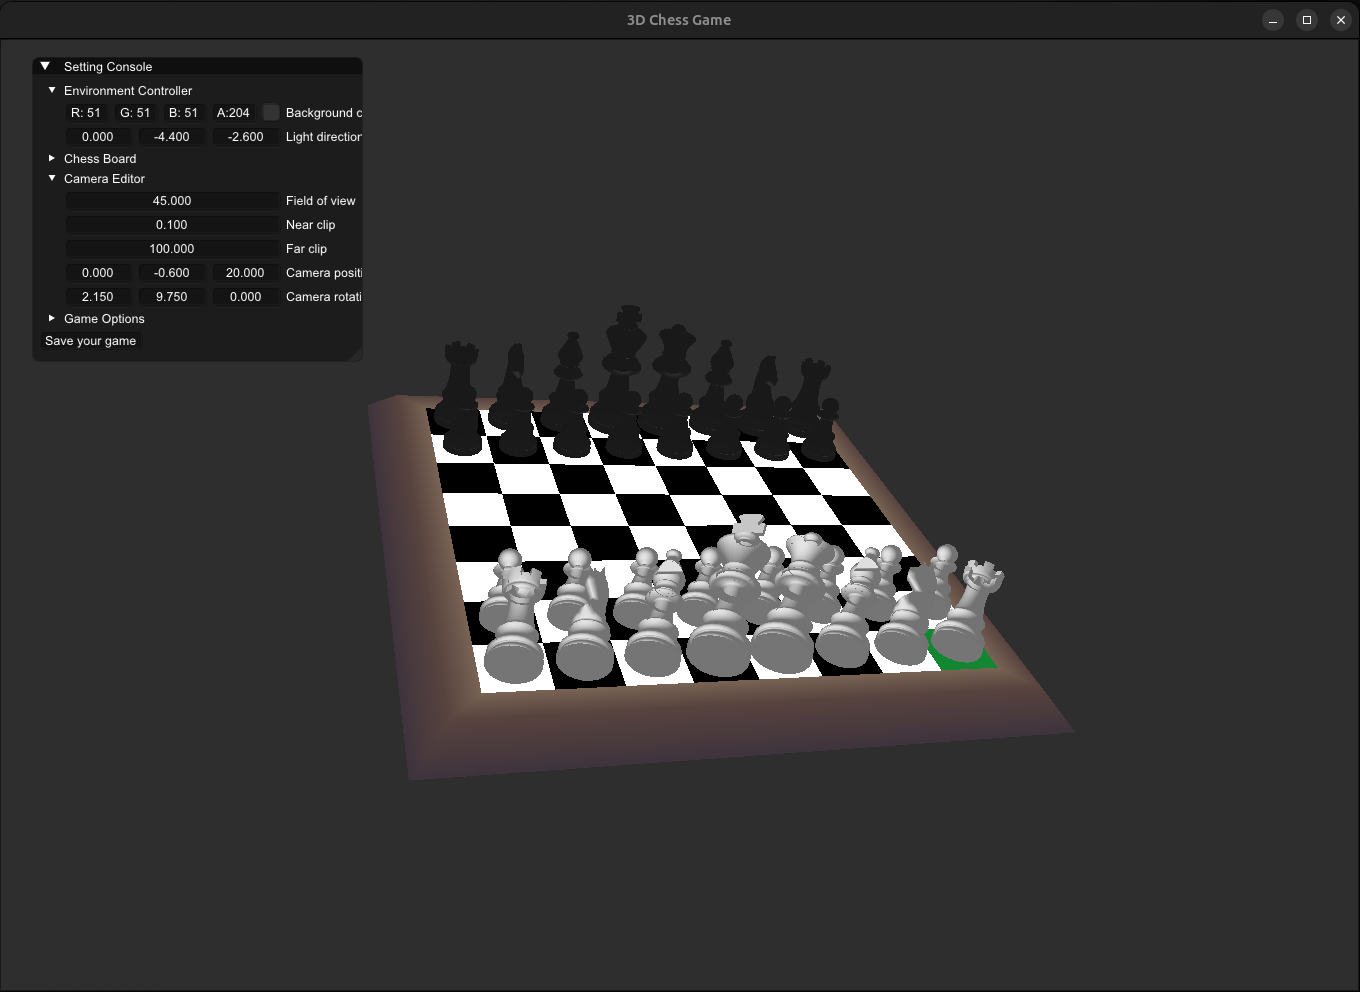 3D Chess Game
Setting Console
Environment Controller
R: 51 G: 51 B: 51 A:204 Background c
0.000 -4.400 -2.600 Light direction
Chess Board
Camera Editor
45.000 Field of view
0.100 Near clip
100.000 Far clip
0.000 -0.600 20.000 Camera positi
2.150 9.750 0.000 Camera rotati
Game Options
Save your game